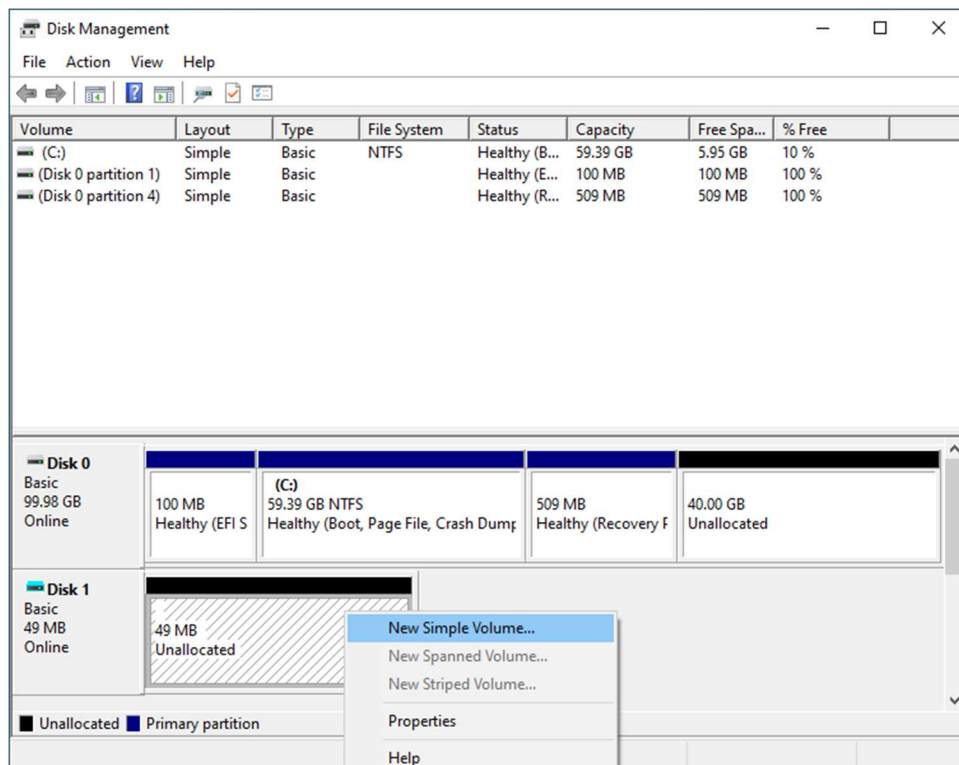 Disk Management
File Action View Help
Volume Layout Type File System Status Capacity Free Spa... % Free
(C:) Simple Basic NTFS Healthy (B... 59.39 GB 5.95 GB 10 %
(Disk 0 partition 1) Simple Basic Healthy (E... 100 MB 100 MB 100 %
(Disk 0 partition 4) Simple Basic Healthy (R... 509 MB 509 MB 100 %
Disk 0
Basic
99.98 GB
Online
100 MB
Healthy (EFI S
(C:)
59.39 GB NTFS
Healthy (Boot, Page File, Crash Dump
509 MB
Healthy (Recovery P
40.00 GB
Unallocated
Disk 1
Basic
49 MB
Online
49 MB
Unallocated
New Simple Volume...
New Spanned Volume...
New Striped Volume...
Properties
Help
Unallocated Primary partition